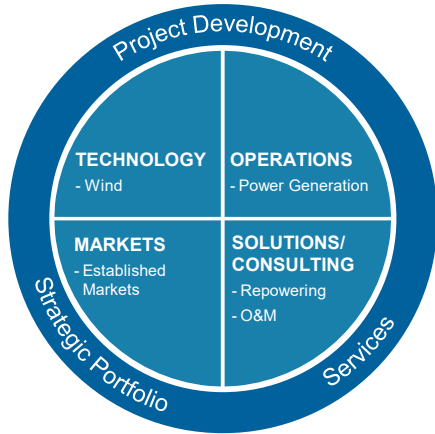 Project Development
TECHNOLOGY
- Wind
OPERATIONS
- Power Generation
MARKETS
- Established
Markets
SOLUTIONS/
CONSULTING
- Repowering
- O&M
Strategic Portfolio
Services